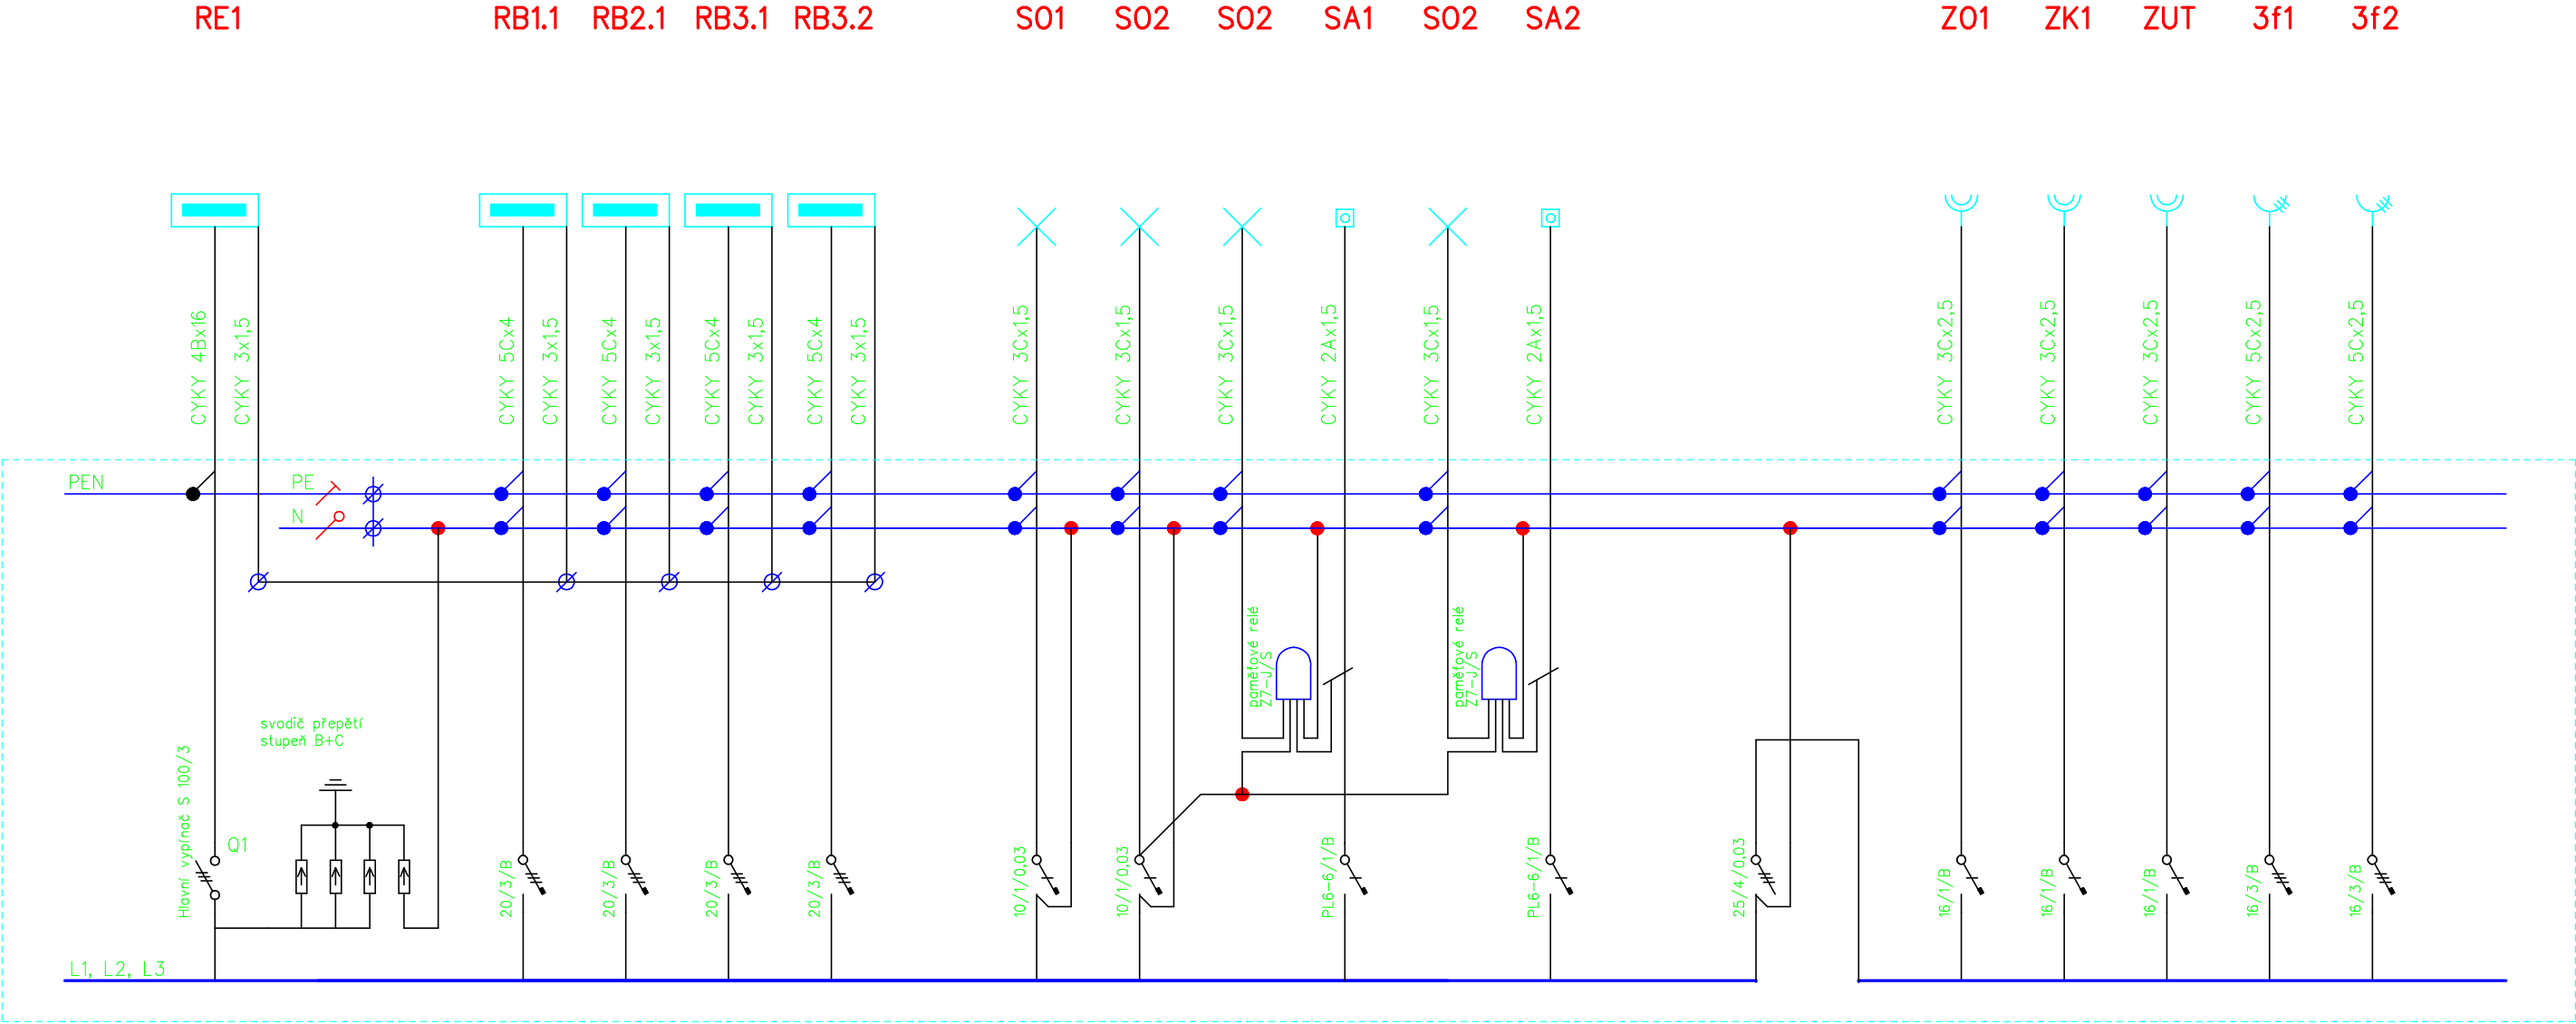 RE1
RB1.1
RB2.1
RB3.1
RB3.2
SO1
SO2
SO2
SA1
SO2
SA2
ZO1
ZK1
ZUT
3f1
3f2
CYKY 4Bx16
CYKY 3x1,5
CYKY 5Cx4
CYKY 3x1,5
CYKY 5Cx4
CYKY 3x1,5
CYKY 5Cx4
CYKY 3x1,5
CYKY 5Cx4
CYKY 3x1,5
CYKY 3Cx1,5
CYKY 3Cx1,5
CYKY 3Cx1,5
CYKY 2Ax1,5
CYKY 3Cx1,5
CYKY 2Ax1,5
CYKY 3Cx2,5
CYKY 3Cx2,5
CYKY 3Cx2,5
CYKY 5Cx2,5
CYKY 5Cx2,5
PEN
PE
N
paměťové relé
Z7-J/S
paměťové relé
Z7-J/S
svodič přepětí
stupeň B+C
Hlavní vypínač S 100/3
Q1
20/3/B
20/3/B
20/3/B
20/3/B
10/1/0,03
10/1/0,03
PL6-6/1/B
PL6-6/1/B
25/4/0,03
16/1/B
16/1/B
16/1/B
16/3/B
16/3/B
L1, L2, L3